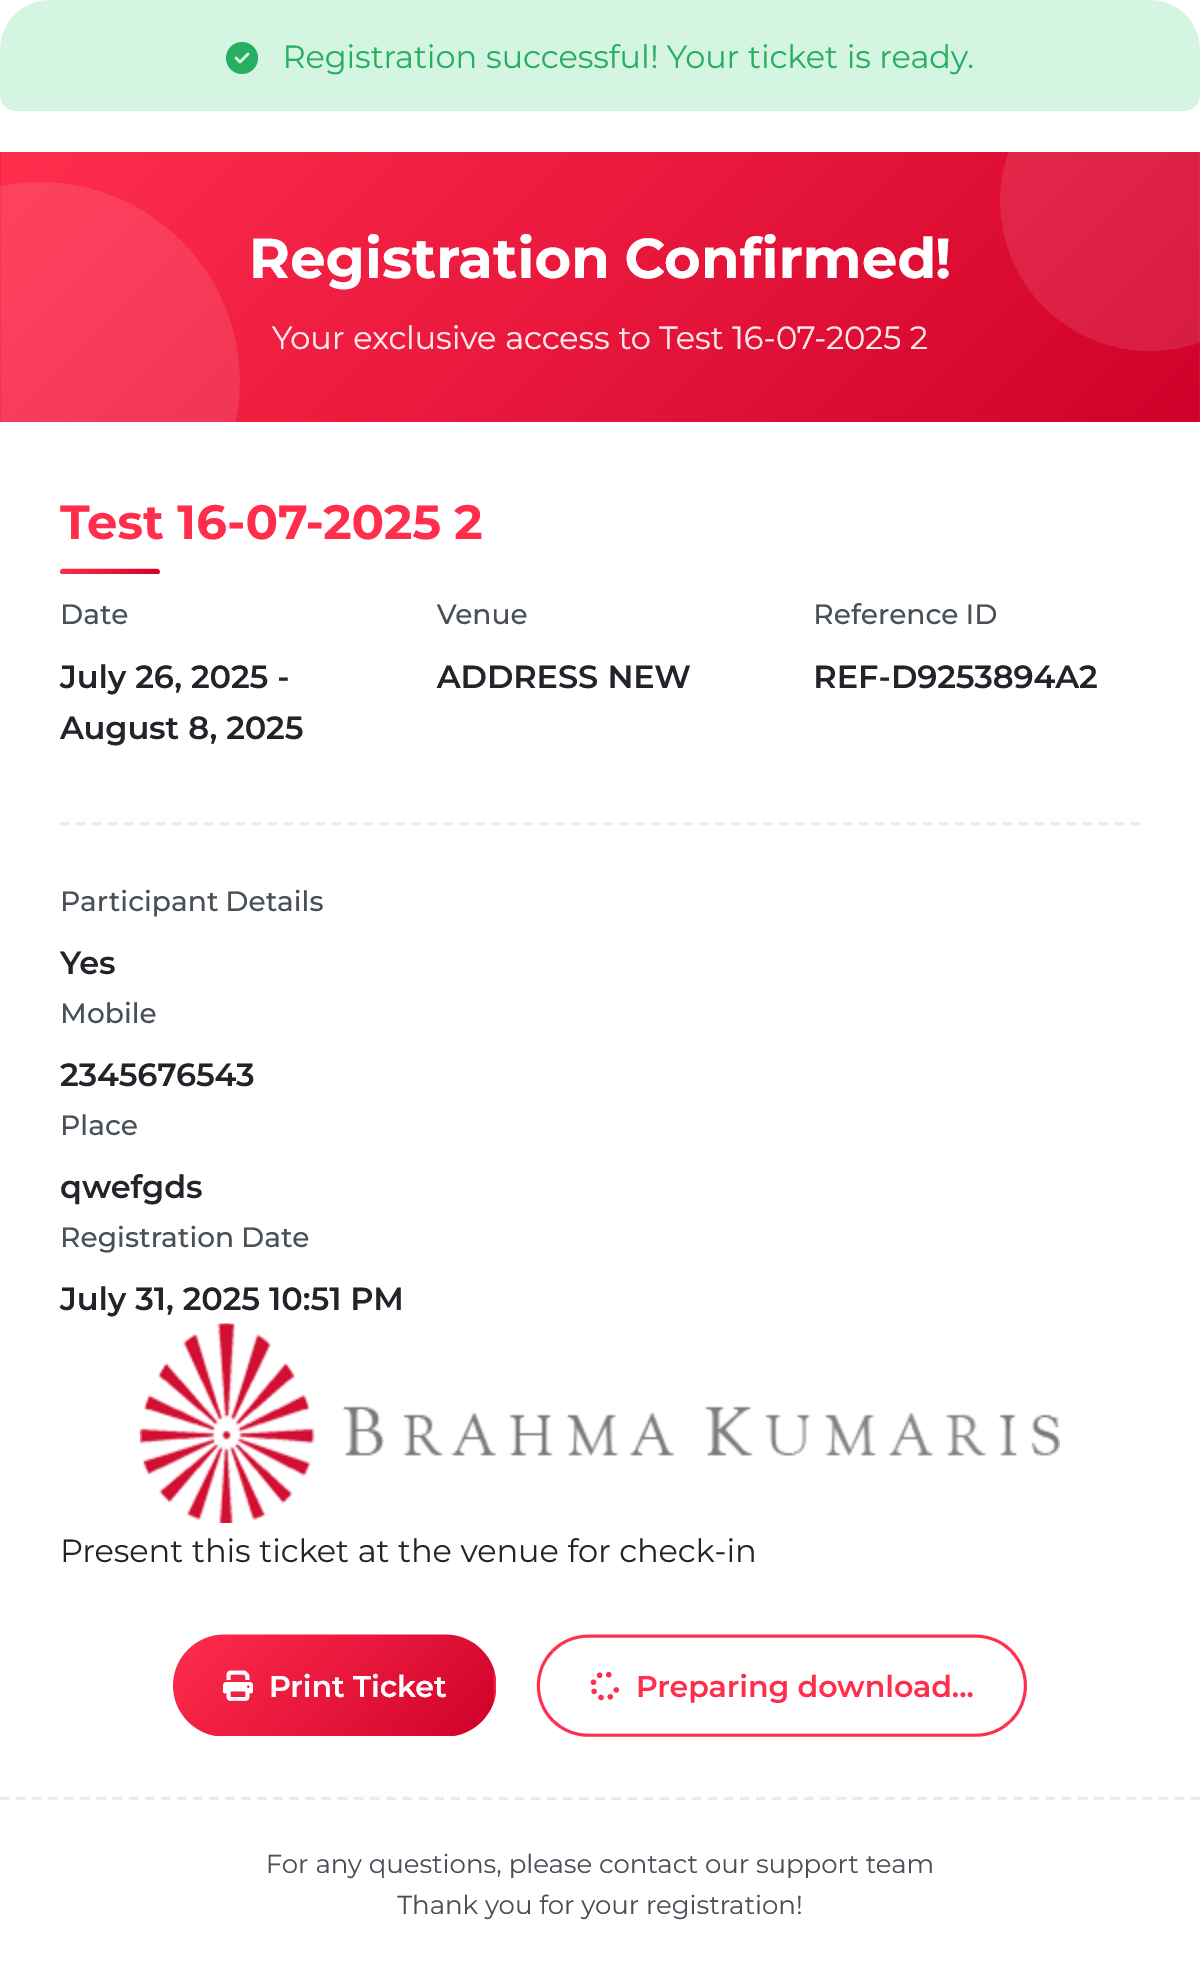 Registration successful! Your ticket is ready.
Registration Confirmed!
Your exclusive access to Test 16-07-2025 2
Test 16-07-2025 2
Date
July 26, 2025 -
August 8, 2025
Venue
ADDRESS NEW
Reference ID
REF-D9253894A2
Participant Details
Yes
Mobile
2345676543
Place
qwefgds
Registration Date
July 31, 2025 10:51 PM
BRAHMA KUMARIS
Present this ticket at the venue for check-in
Print Ticket
Preparing download...
For any questions, please contact our support team
Thank you for your registration!